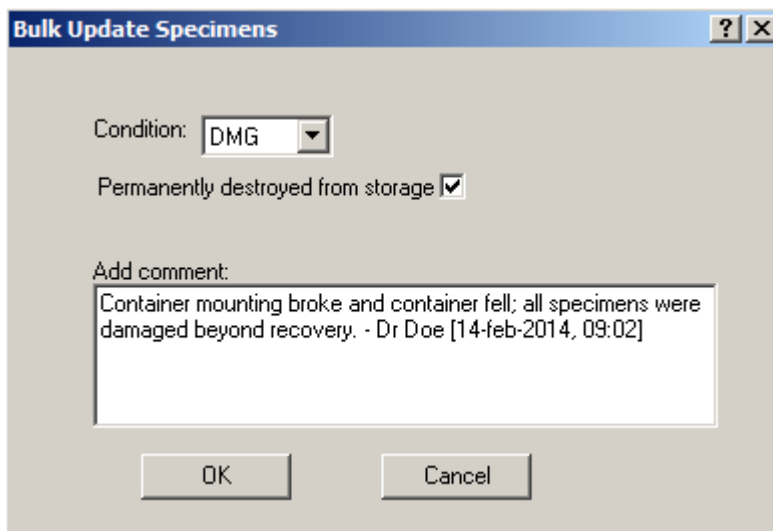 Bulk Update Specimens
Condition: DMG
Permanently destroyed from storage
Add comment:
Container mounting broke and container fell; all specimens were
damaged beyond recovery. - Dr Doe [14-feb-2014, 09:02]
OK Cancel